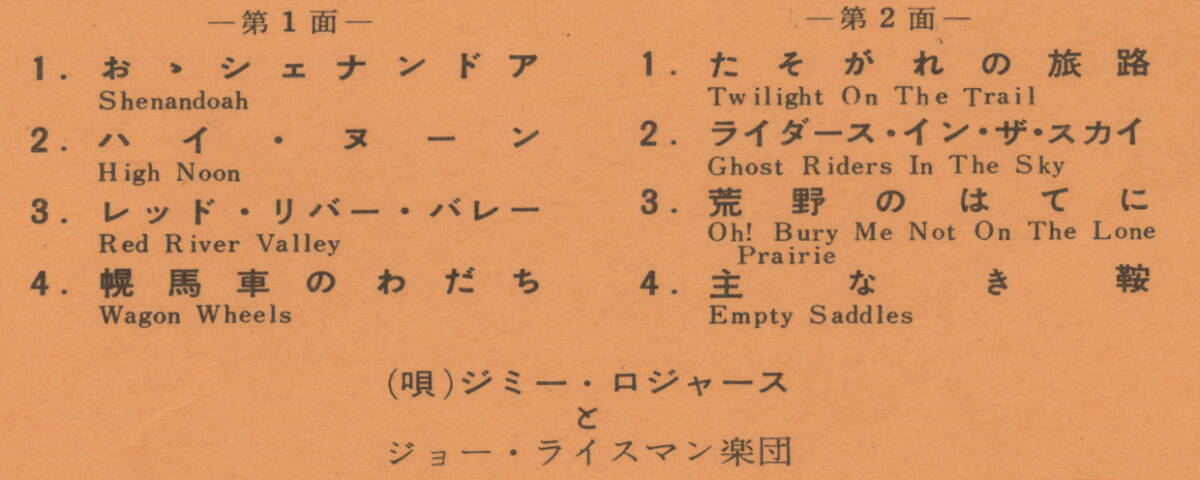 ―第1面―
1. おゝシェナンドア
Shenandoah
2. ハイ・ヌーン
High Noon
3. レッド・リバー・バレー
Red River Valley
4. 幌馬車のわだち
Wagon Wheels
―第2面―
1. たそがれの旅路
Twilight On The Trail
2. ライダース・イン・ザ・スカイ
Ghost Riders In The Sky
3. 荒野のはてに
Oh! Bury Me Not On The Lone
Prairie
4. 主なき鞍
Empty Saddles
(唄)ジミー・ロジャース
と
ジョー・ライスマン楽団